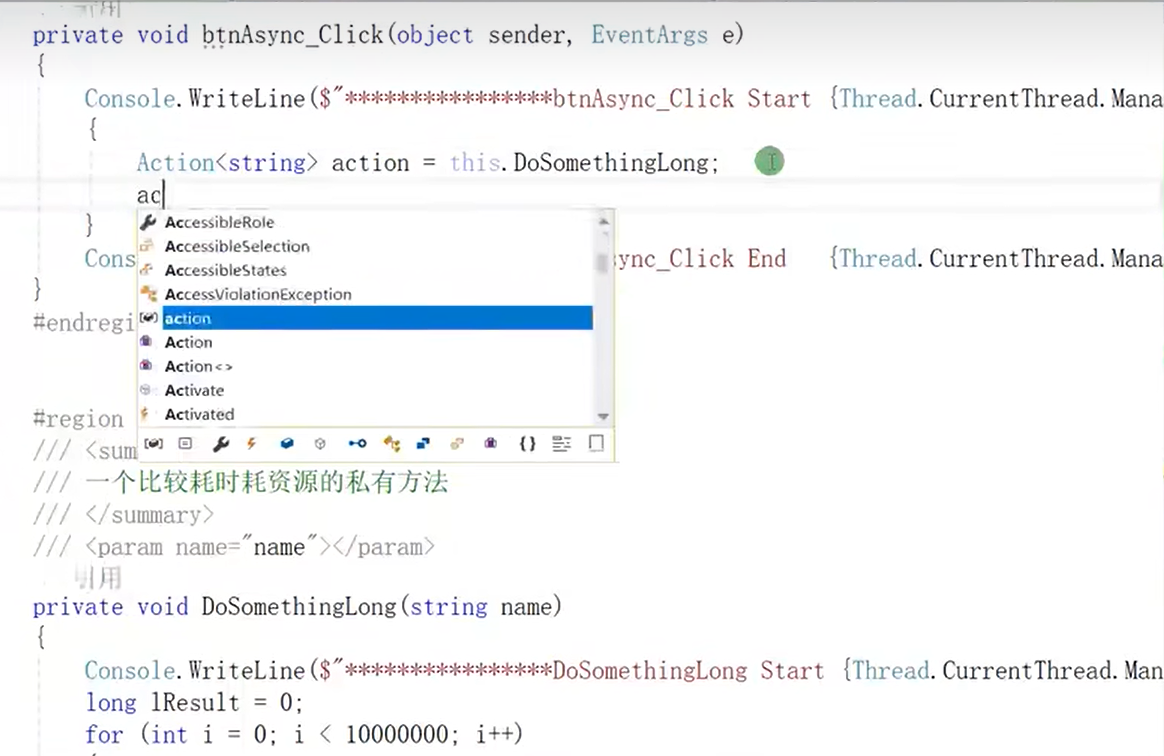 引用
private void btnAsync_Click(object sender, EventArgs e)
{
Console.WriteLine($"****************btnAsync_Click Start {Thread.CurrentThread.Mana
{
Action<string> action = this.DoSomethingLong;
ac
AccessibleRole
AccessibleSelection
AccessibleStates
AccessViolationException
action
Action
Action<>
Activate
Activated
}
Cons
ync_Click End {Thread.CurrentThread.Mana
}
#endregi
#region
/// <sum
/// 一个比较耗时耗资源的私有方法
/// </summary>
/// <param name="name"></param>
引用
private void DoSomethingLong(string name)
{
Console.WriteLine($"****************DoSomethingLong Start {Thread.CurrentThread.Man
long lResult = 0;
for (int i = 0; i < 10000000; i++)